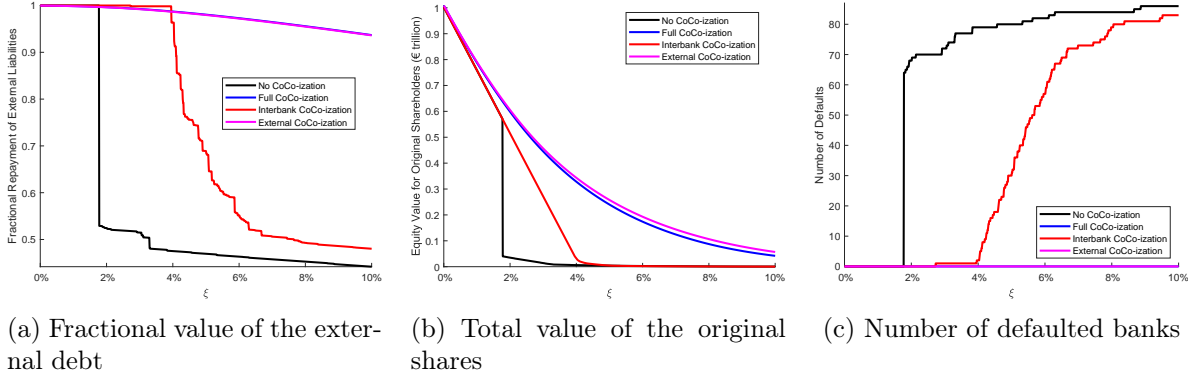 Fractional Repayment of External Liabilities
1
0.9
0.8
0.7
0.6
0.5
No CoCo-ization
Full CoCo-ization
Interbank CoCo-ization
External CoCo-ization
0% 2% 4% 6% 8% 10%
ξ
(a) Fractional value of the exter-
nal debt
Equity Value for Original Shareholders (€ trillion)
1
0.9
0.8
0.7
0.6
0.5
0.4
0.3
0.2
0.1
0
No CoCo-ization
Full CoCo-ization
Interbank CoCo-ization
External CoCo-ization
0% 2% 4% 6% 8% 10%
ξ
(b) Total value of the original
shares
Number of Defaults
80
70
60
50
40
30
20
10
0
No CoCo-ization
Full CoCo-ization
Interbank CoCo-ization
External CoCo-ization
0% 2% 4% 6% 8% 10%
ξ
(c) Number of defaulted banks